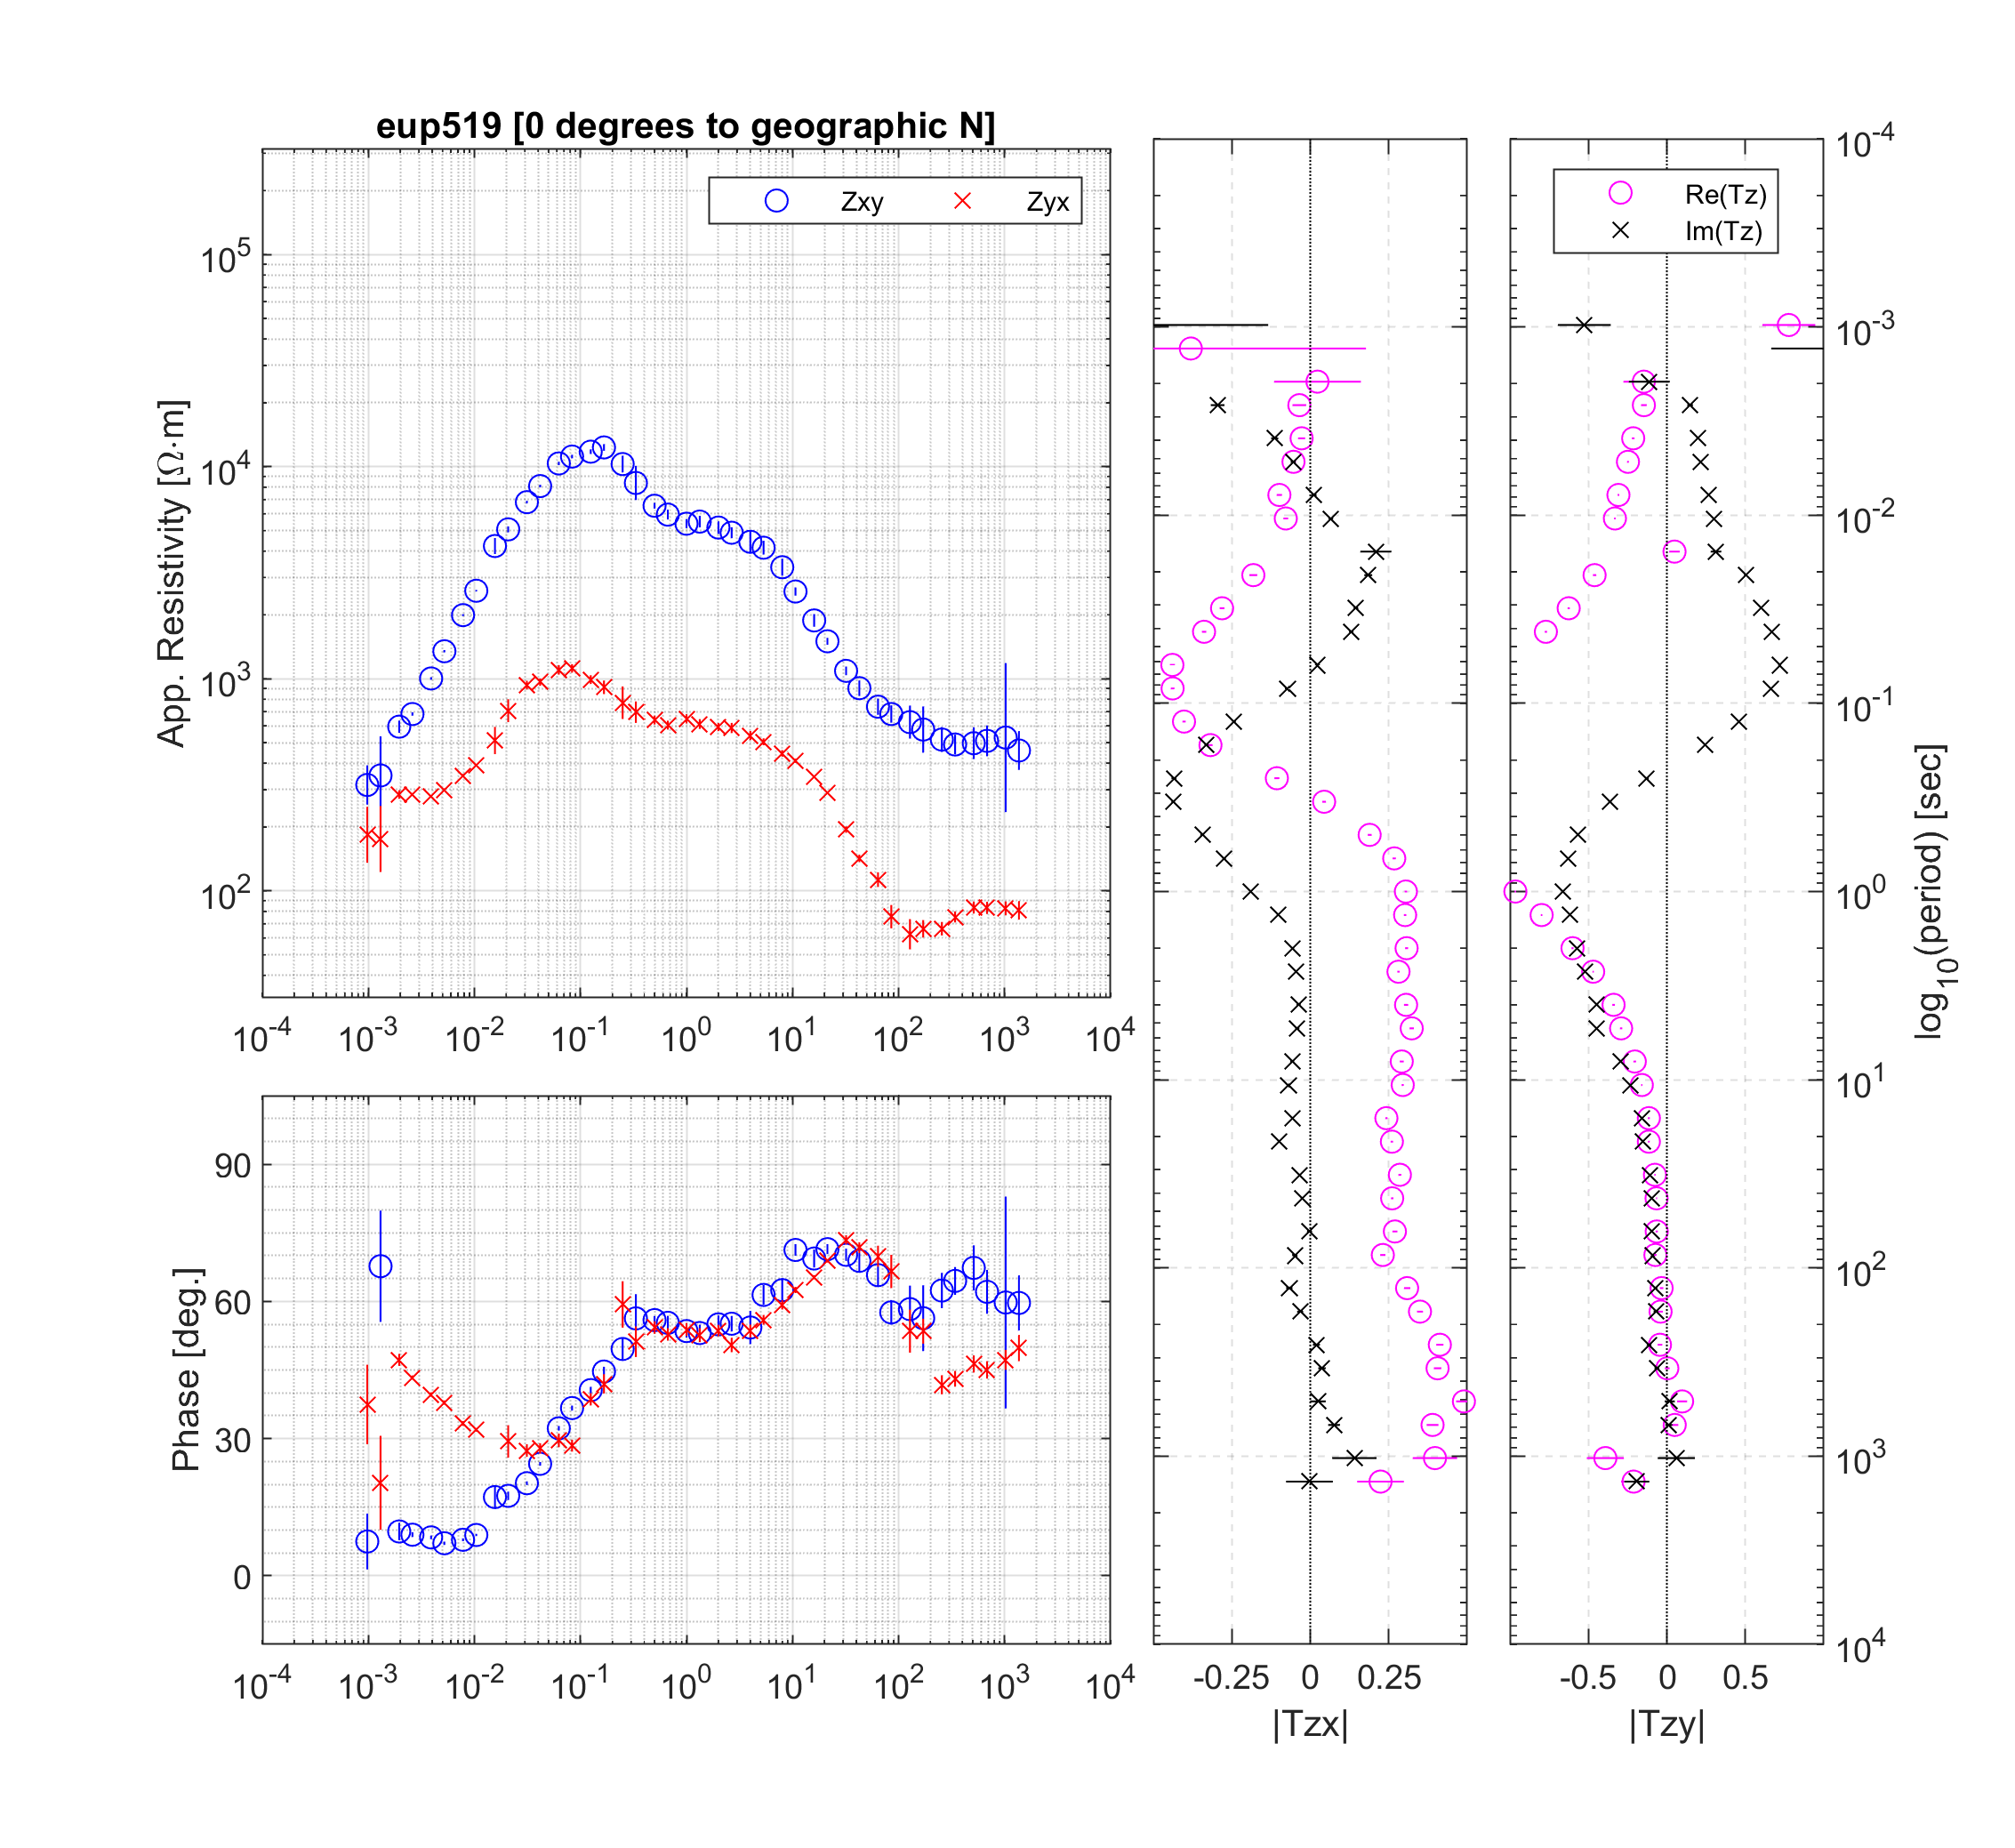 eup519 [0 degrees to geographic N]
Zxy Zyx
App. Resistivity [Ω·m]
10^5
10^4
10^3
10^2
10^-4 10^-3 10^-2 10^-1 10^0 10^1 10^2 10^3 10^4
Phase [deg.]
90
60
30
0
10^-4 10^-3 10^-2 10^-1 10^0 10^1 10^2 10^3 10^4
-0.25 0 0.25
|Tzx|
Re(Tz)
Im(Tz)
-0.5 0 0.5
|Tzy|
10^-4
10^-3
10^-2
10^-1
10^0
10^1
10^2
10^3
10^4
log_10(period) [sec]